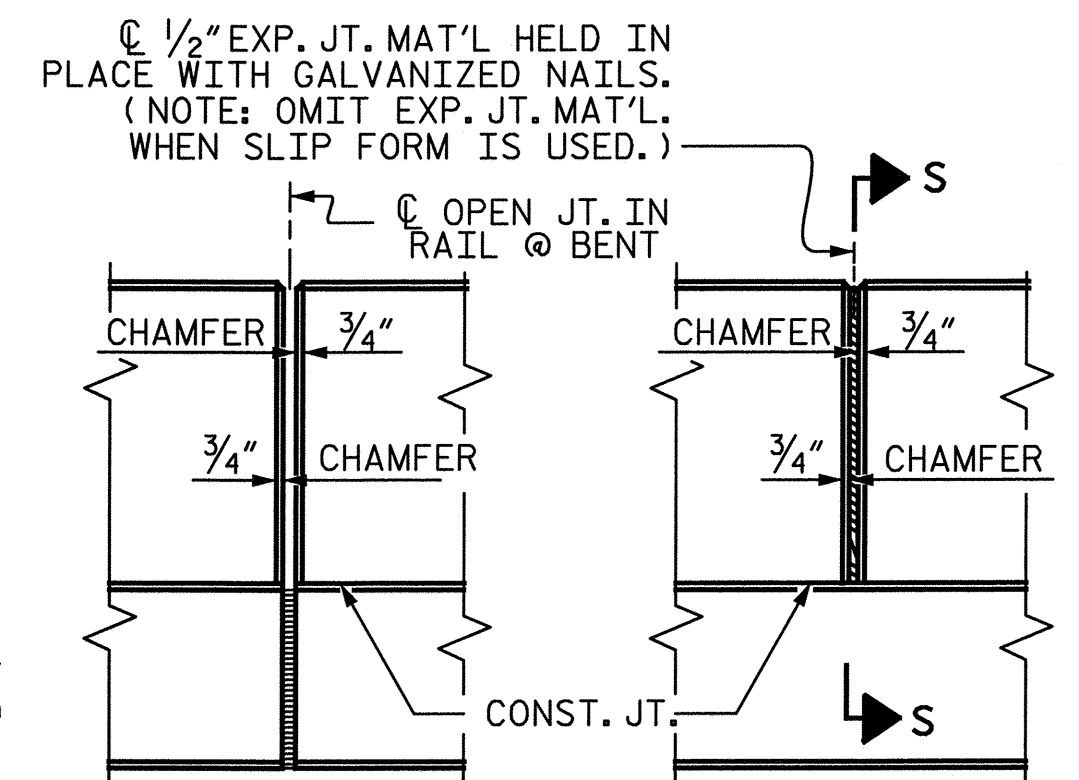 ℄ 1/2" EXP. JT. MAT'L HELD IN
PLACE WITH GALVANIZED NAILS.
(NOTE: OMIT EXP. JT. MAT'L.
WHEN SLIP FORM IS USED.)
S
℄ OPEN JT. IN
RAIL @ BENT
CHAMFER 3/4"
CHAMFER 3/4"
3/4" CHAMFER
3/4" CHAMFER
CONST. JT.
S